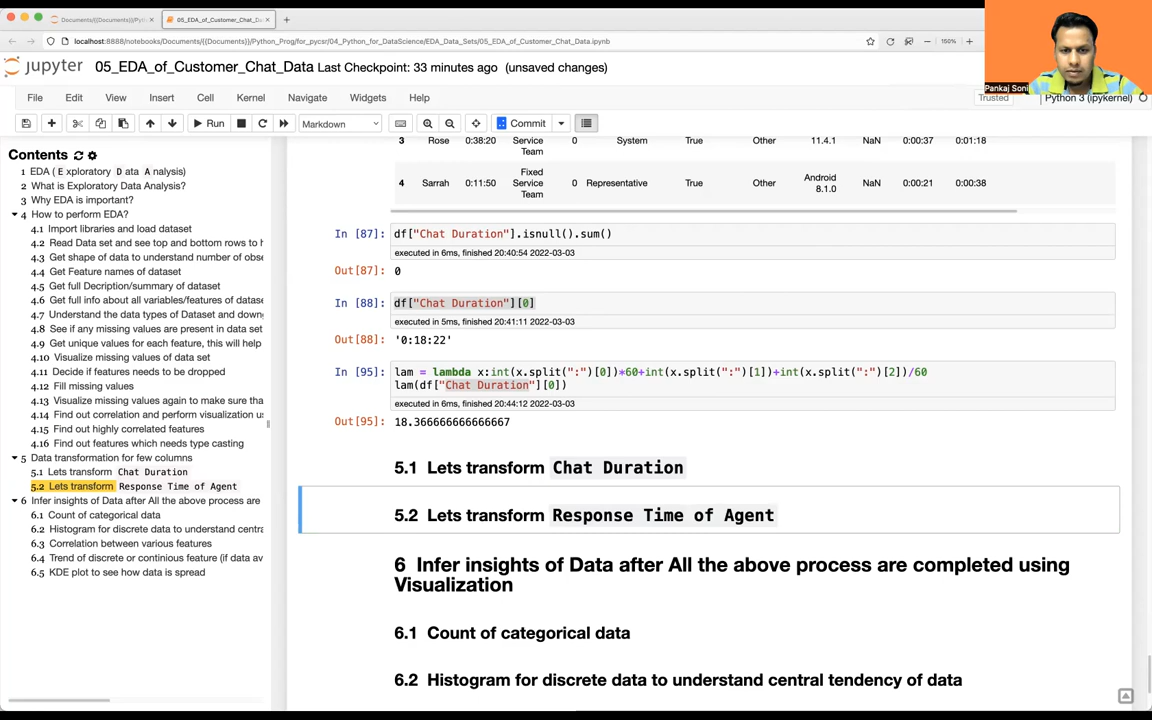 Documents/{{Documents}}/Pyth
05_EDA_of_Customer_Chat_Da
localhost:8888/notebooks/Documents/{{Documents}}/Python_Prog/for_pycsr/04_Python_for_DataScience/EDA_Data_Sets/05_EDA_of_Customer_Chat_Data.ipynb
150%
jupyter 05_EDA_of_Customer_Chat_Data Last Checkpoint: 33 minutes ago (unsaved changes)
Pankaj Soni
File Edit View Insert Cell Kernel Navigate Widgets Help
Trusted Python 3 (ipykernel)
Run Markdown Commit
Contents
1 EDA ( E xploratory D ata A nalysis)
2 What is Exploratory Data Analysis?
3 Why EDA is important?
4 How to perform EDA?
4.1 Import libraries and load dataset
4.2 Read Data set and see top and bottom rows to h
4.3 Get shape of data to understand number of obse
4.4 Get Feature names of dataset
4.5 Get full Decription/summary of dataset
4.6 Get full info about all variables/features of datase
4.7 Understand the data types of Dataset and down
4.8 See if any missing values are present in data set
4.9 Get unique values for each feature, this will help
4.10 Visualize missing values of data set
4.11 Decide if features needs to be dropped
4.12 Fill missing values
4.13 Visualize missing values again to make sure tha
4.14 Find out correlation and perform visualization us
4.15 Find out highly correlated features
4.16 Find out features which needs type casting
5 Data transformation for few columns
5.1 Lets transform Chat Duration
5.2 Lets transform Response Time of Agent
6 Infer insights of Data after All the above process are
6.1 Count of categorical data
6.2 Histogram for discrete data to understand centra
6.3 Correlation between various features
6.4 Trend of discrete or continious feature (if data av
6.5 KDE plot to see how data is spread
3 Rose 0:38:20 Service Team 0 System True Other 11.4.1 NaN 0:00:37 0:01:18
4 Sarrah 0:11:50 Fixed Service Team 0 Representative True Other Android 8.1.0 NaN 0:00:21 0:00:38
In [87]: df["Chat Duration"].isnull().sum()
executed in 6ms, finished 20:40:54 2022-03-03
Out[87]: 0
In [88]: df["Chat Duration"][0]
executed in 5ms, finished 20:41:11 2022-03-03
Out[88]: '0:18:22'
In [95]: lam = lambda x:int(x.split(":")[0])*60+int(x.split(":")[1])+int(x.split(":")[2])/60
lam(df["Chat Duration"][0])
executed in 6ms, finished 20:44:12 2022-03-03
Out[95]: 18.366666666666667
5.1 Lets transform Chat Duration
5.2 Lets transform Response Time of Agent
6 Infer insights of Data after All the above process are completed using
Visualization
6.1 Count of categorical data
6.2 Histogram for discrete data to understand central tendency of data